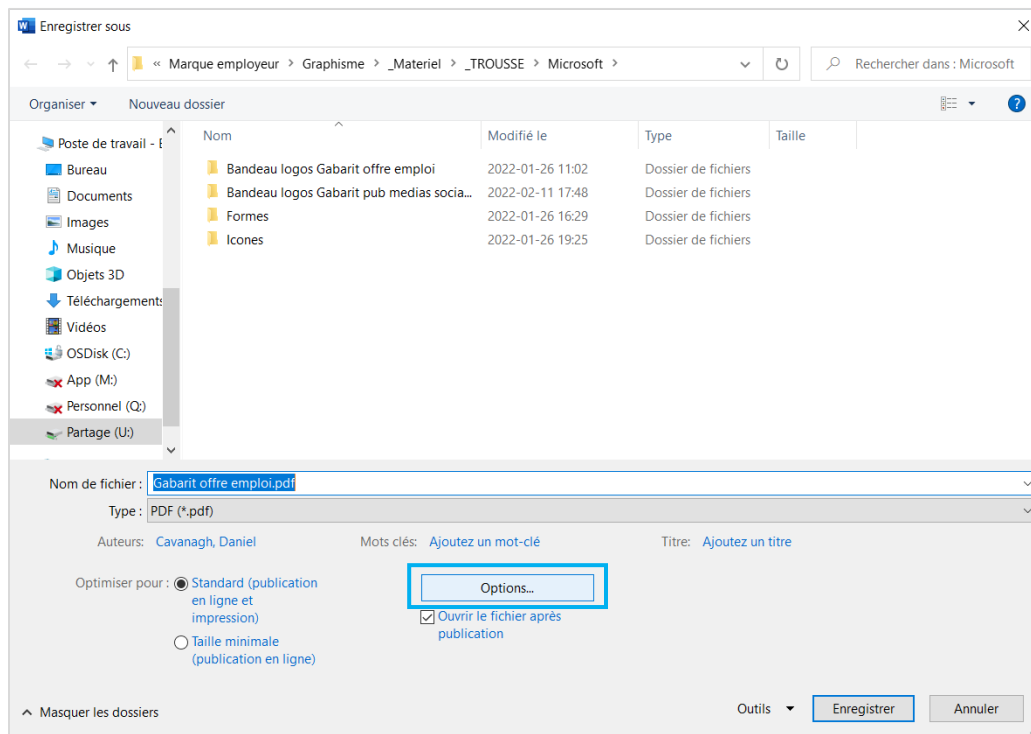 Enregistrer sous
« Marque employeur > Graphisme > _Materiel > _TROUSSE > Microsoft >
Rechercher dans : Microsoft
Organiser
Nouveau dossier
?
Nom Modifié le Type Taille
Poste de travail - E
Bureau
Documents
Images
Musique
Objets 3D
Téléchargements
Vidéos
OSDisk (C:)
App (M:)
Personnel (Q:)
Partage (U:)
Bandeau logos Gabarit offre emploi 2022-01-26 11:02 Dossier de fichiers
Bandeau logos Gabarit pub medias socia... 2022-02-11 17:48 Dossier de fichiers
Formes 2022-01-26 16:29 Dossier de fichiers
Icones 2022-01-26 19:25 Dossier de fichiers
Nom de fichier : Gabarit offre emploi.pdf
Type : PDF (*.pdf)
Auteurs: Cavanagh, Daniel Mots clés: Ajoutez un mot-clé Titre: Ajoutez un titre
Optimiser pour :
Standard (publication
en ligne et
impression)
Taille minimale
(publication en ligne)
Options...
Ouvrir le fichier après
publication
Masquer les dossiers
Outils
Enregistrer
Annuler